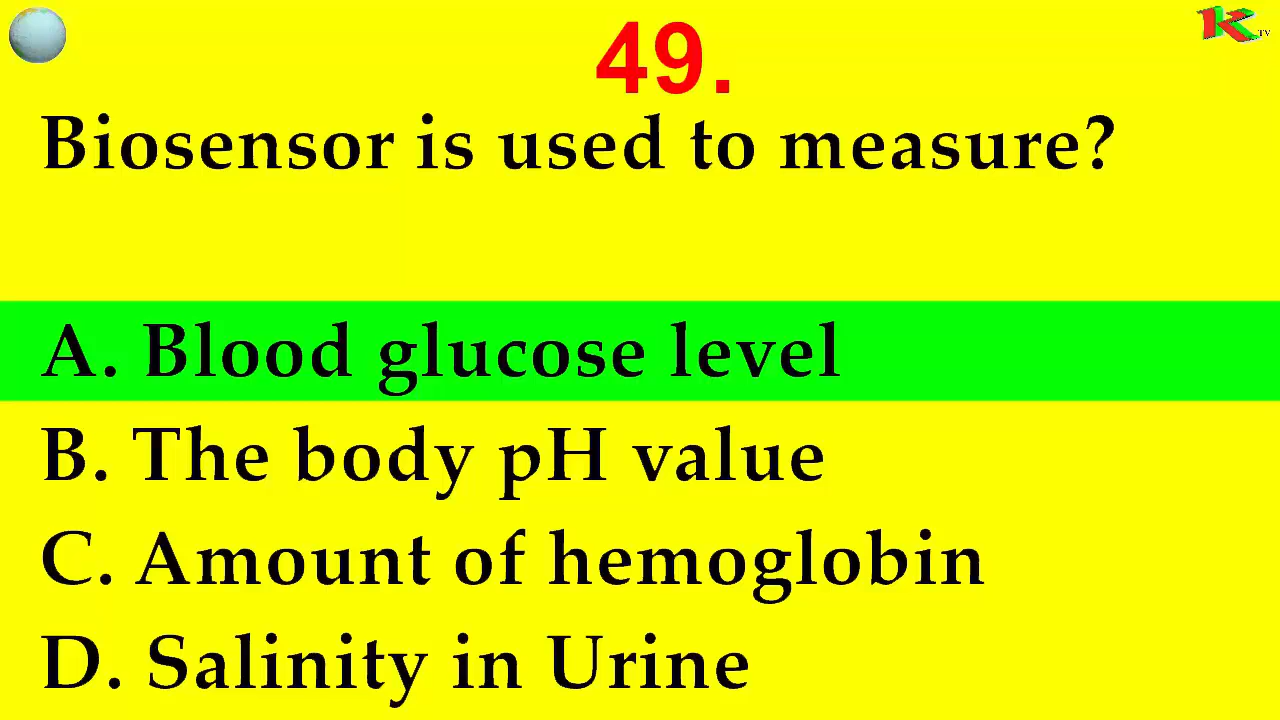 49.
K TV
Biosensor is used to measure?
A. Blood glucose level
B. The body pH value
C. Amount of hemoglobin
D. Salinity in Urine